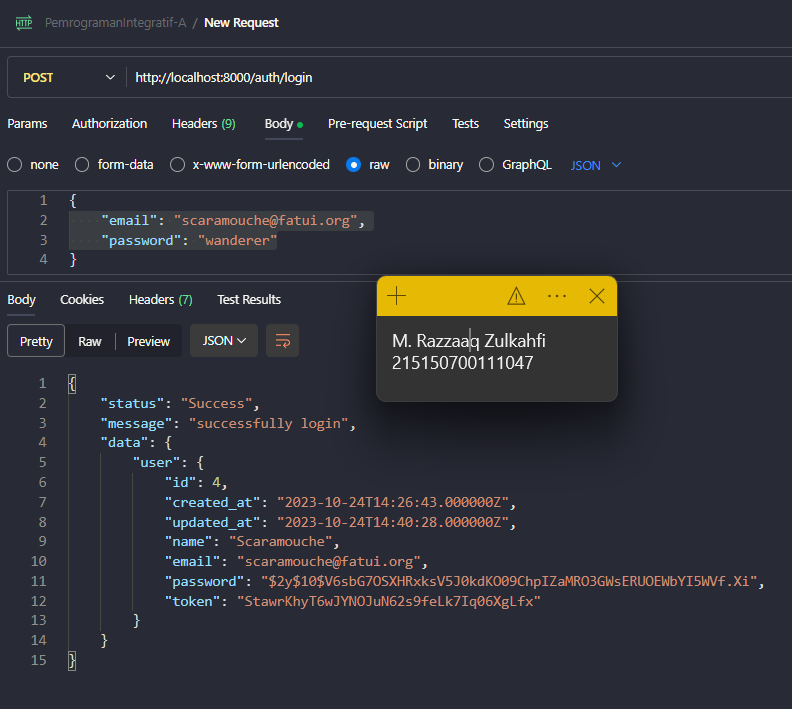 HTTP PemrogramanIntegratif-A / New Request
POST http://localhost:8000/auth/login
Params Authorization Headers (9) Body Pre-request Script Tests Settings
none form-data x-www-form-urlencoded raw binary GraphQL JSON
1 {
2 "email": "scaramouche@fatui.org",
3 "password": "wanderer"
4 }
Body Cookies Headers (7) Test Results
Pretty Raw Preview JSON
M. Razzaaq Zulkahfi
215150700111047
1 {
2 "status": "Success",
3 "message": "successfully login",
4 "data": {
5 "user": {
6 "id": 4,
7 "created_at": "2023-10-24T14:26:43.000000Z",
8 "updated_at": "2023-10-24T14:40:28.000000Z",
9 "name": "Scaramouche",
10 "email": "scaramouche@fatui.org",
11 "password": "$2y$10$V6sbG7OSXHRxksV5J0kdKO09ChpIZaMRO3GWsERUOEWbYI5WVf.Xi",
12 "token": "StawrKhyT6wJYNOJuN62s9feLk7Iq06XgLfx"
13 }
14 }
15 }